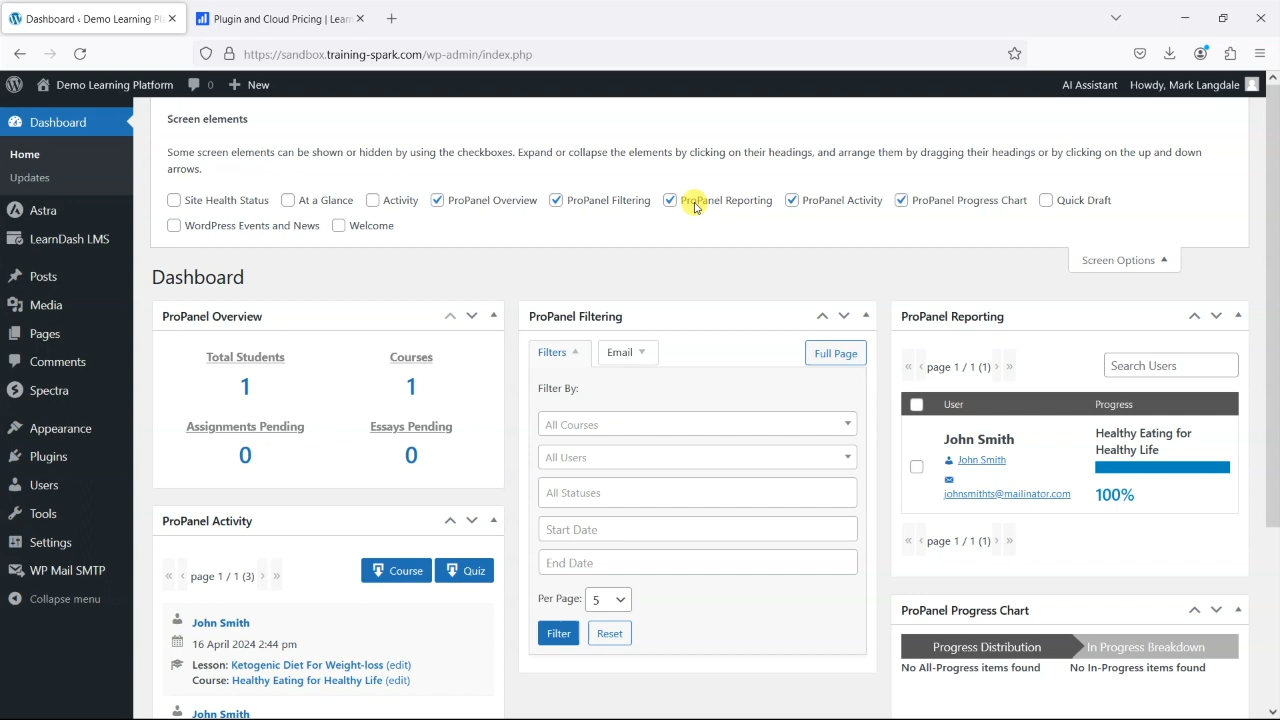 Dashboard ‹ Demo Learning Pl
Plugin and Cloud Pricing | Lear
https://sandbox.training-spark.com/wp-admin/index.php
Demo Learning Platform
0
New
AI Assistant
Howdy, Mark Langdale
Dashboard
Home
Updates
Astra
LearnDash LMS
Posts
Media
Pages
Comments
Spectra
Appearance
Plugins
Users
Tools
Settings
WP Mail SMTP
Collapse menu
Screen elements
Some screen elements can be shown or hidden by using the checkboxes. Expand or collapse the elements by clicking on their headings, and arrange them by dragging their headings or by clicking on the up and down
arrows.
Site Health Status At a Glance Activity ProPanel Overview ProPanel Filtering ProPanel Reporting ProPanel Activity ProPanel Progress Chart Quick Draft
WordPress Events and News Welcome
Screen Options
Dashboard
ProPanel Overview
Total Students
Courses
1
1
Assignments Pending
Essays Pending
0
0
ProPanel Activity
« ‹ page 1 / 1 (3) › »
Course
Quiz
John Smith
16 April 2024 2:44 pm
Lesson: Ketogenic Diet For Weight-loss (edit)
Course: Healthy Eating for Healthy Life (edit)
John Smith
ProPanel Filtering
Filters
Email
Full Page
Filter By:
All Courses
All Users
All Statuses
Start Date
End Date
Per Page: 5
Filter
Reset
ProPanel Reporting
« ‹ page 1 / 1 (1) › »
Search Users
User
Progress
John Smith
John Smith
johnsmithts@mailinator.com
Healthy Eating for
Healthy Life
100%
« ‹ page 1 / 1 (1) › »
ProPanel Progress Chart
Progress Distribution
In Progress Breakdown
No All-Progress items found
No In-Progress items found